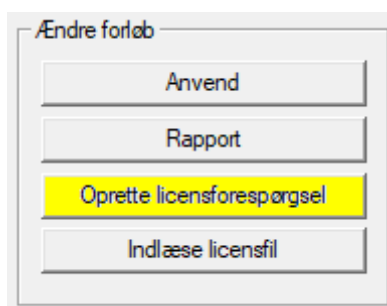 Ændre forløb
Anvend
Rapport
Oprette licensforespørgsel
Indlæse licensfil